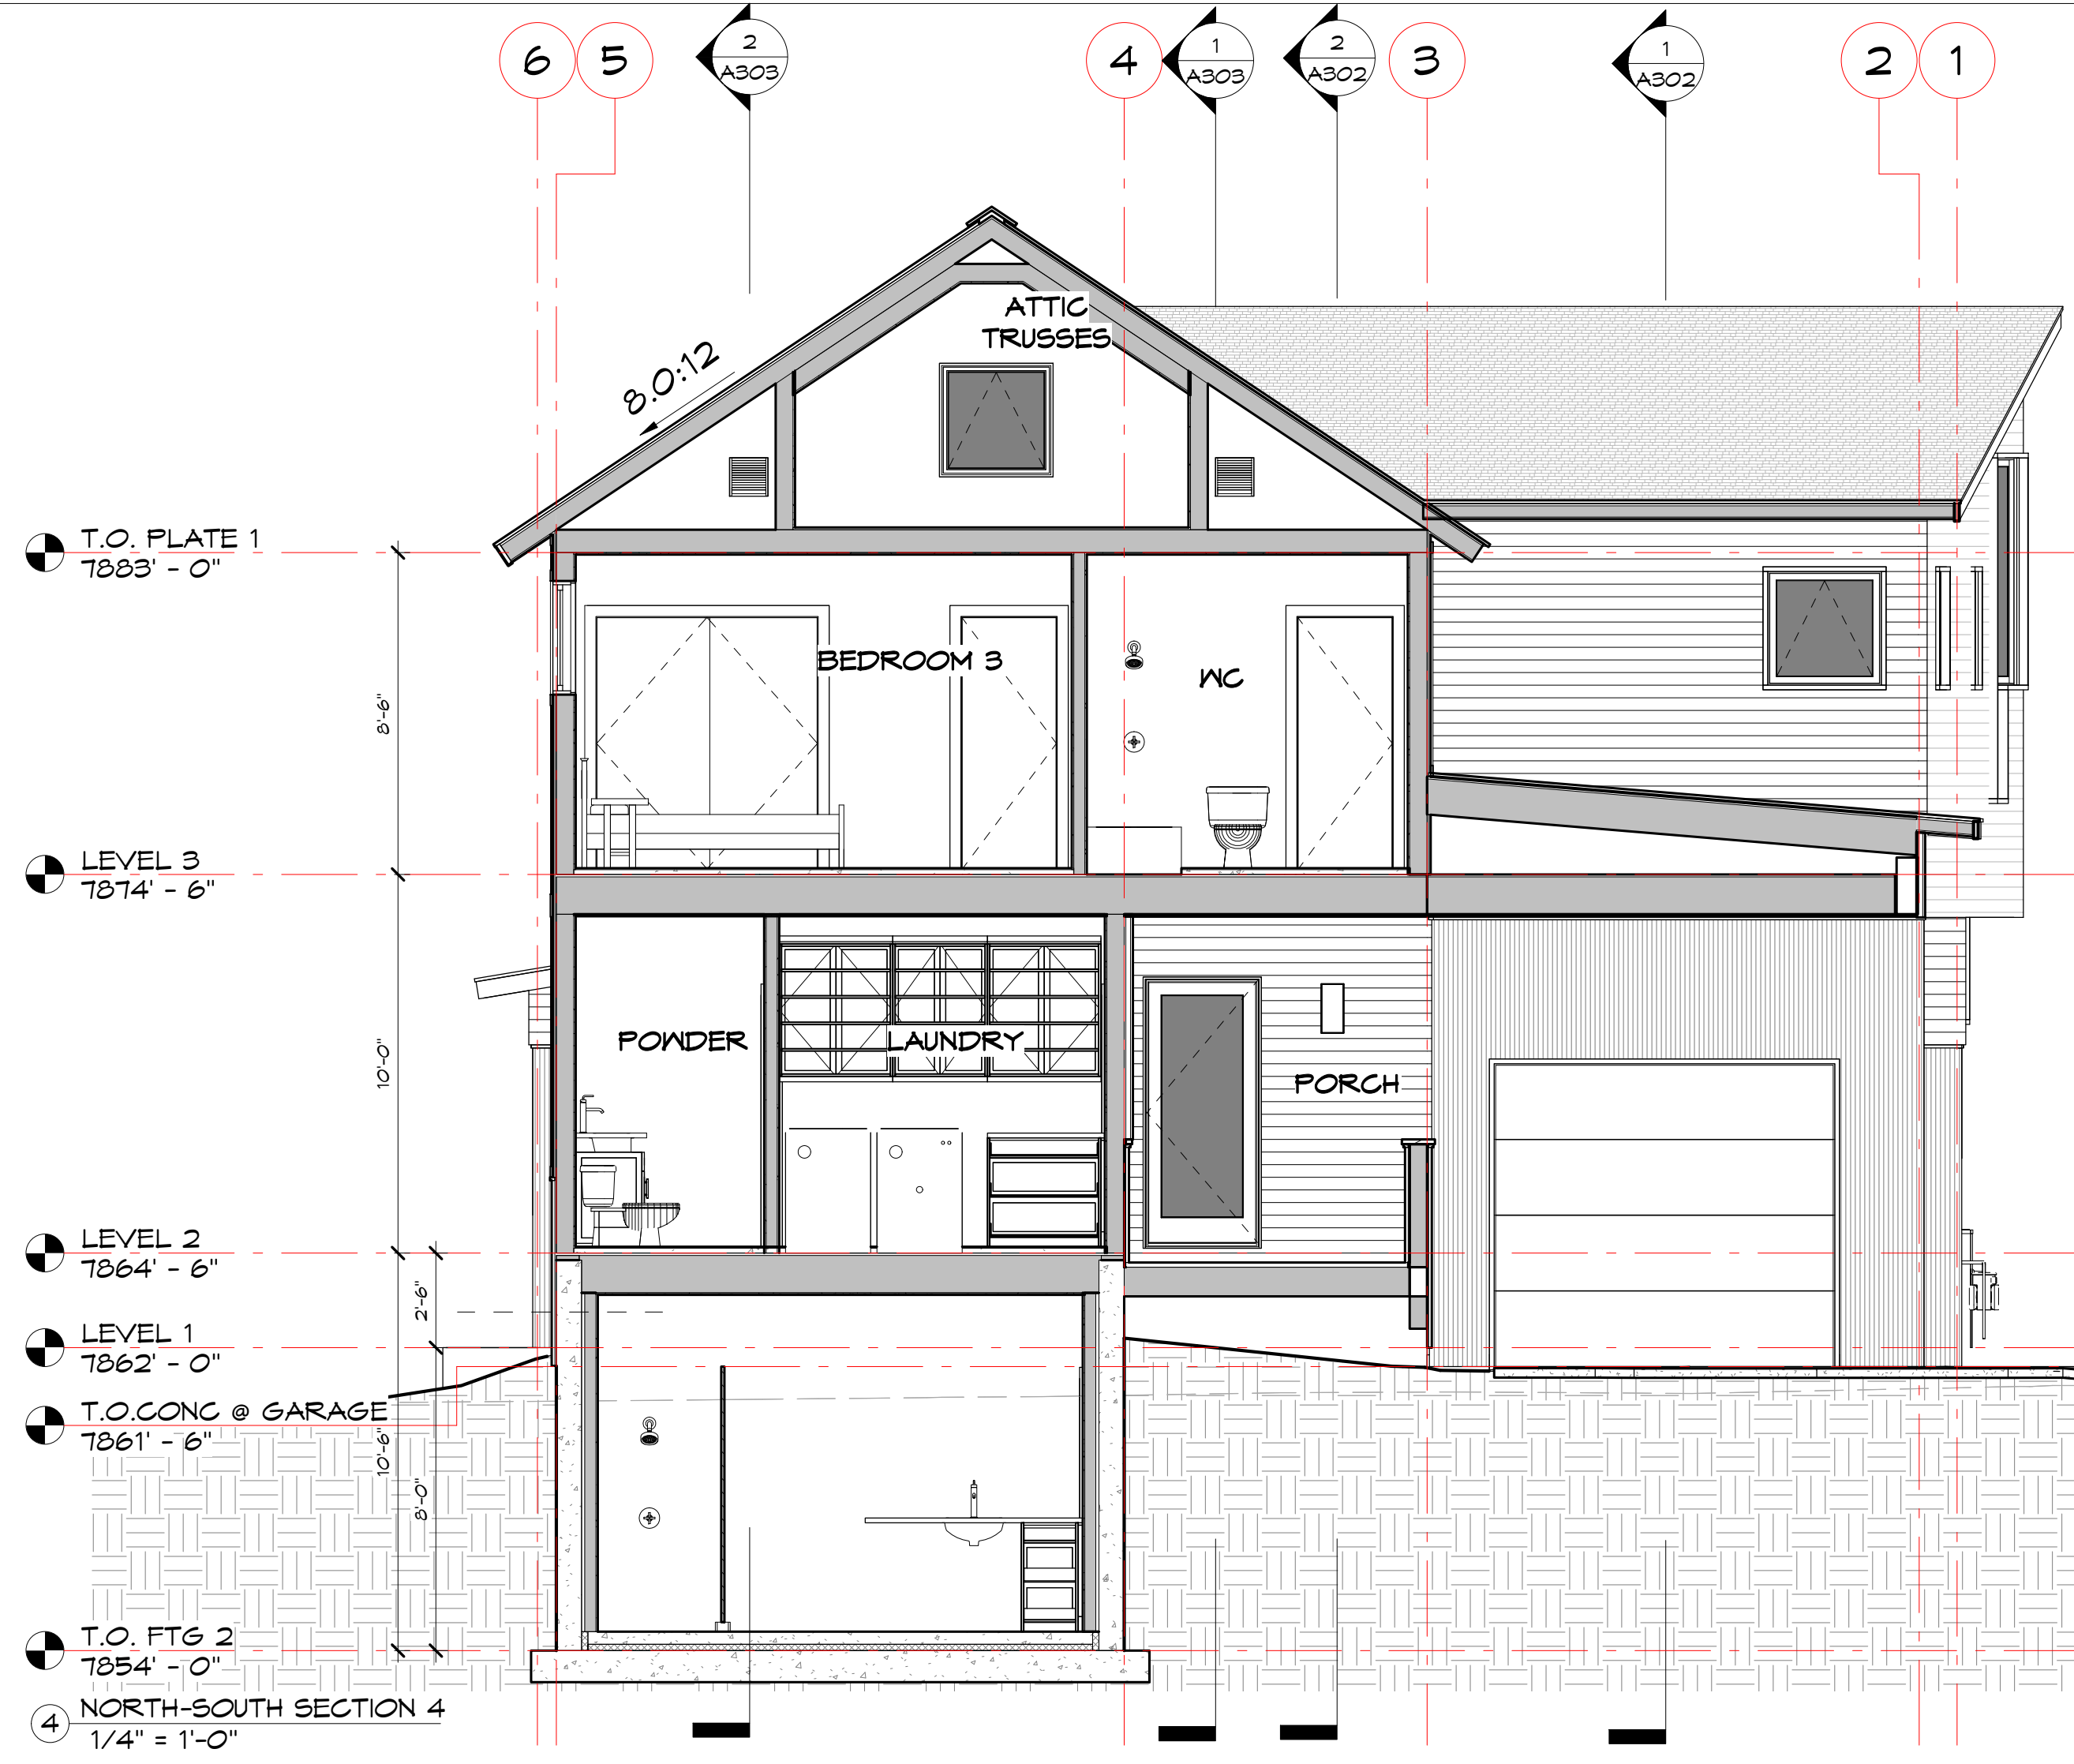 6
5
2
A303
4
1
A303
2
A302
3
1
A302
2
1
ATTIC
TRUSSES
8.0:12
T.O. PLATE 1
7883' - 0"
8'-6"
BEDROOM 3
WC
LEVEL 3
7874' - 6"
10'-0"
POWDER
LAUNDRY
PORCH
LEVEL 2
7864' - 6"
2'-6"
LEVEL 1
7862' - 0"
T.O.CONC @ GARAGE
7861' - 6"
10'-6"
8'-0"
T.O. FTG 2
7854' - 0"
4
NORTH-SOUTH SECTION 4
1/4" = 1'-0"